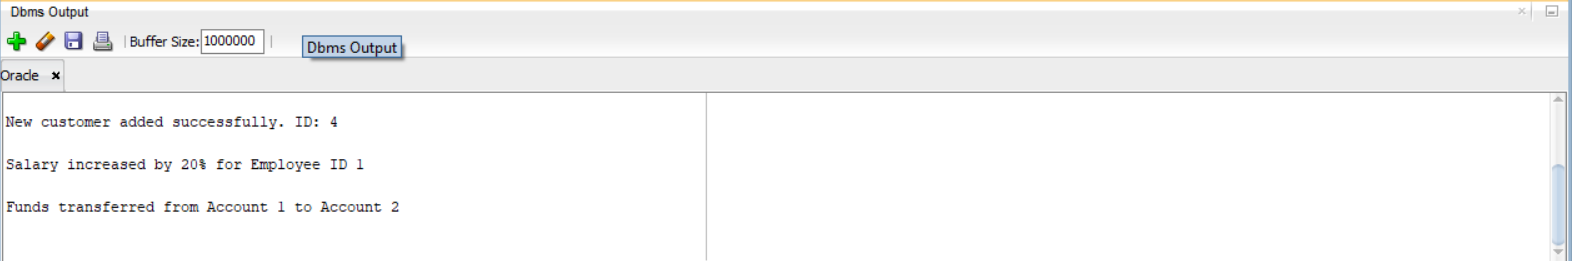 Dbms Output
Buffer Size: 1000000
Dbms Output
Oracle
New customer added successfully. ID: 4
Salary increased by 20% for Employee ID 1
Funds transferred from Account 1 to Account 2